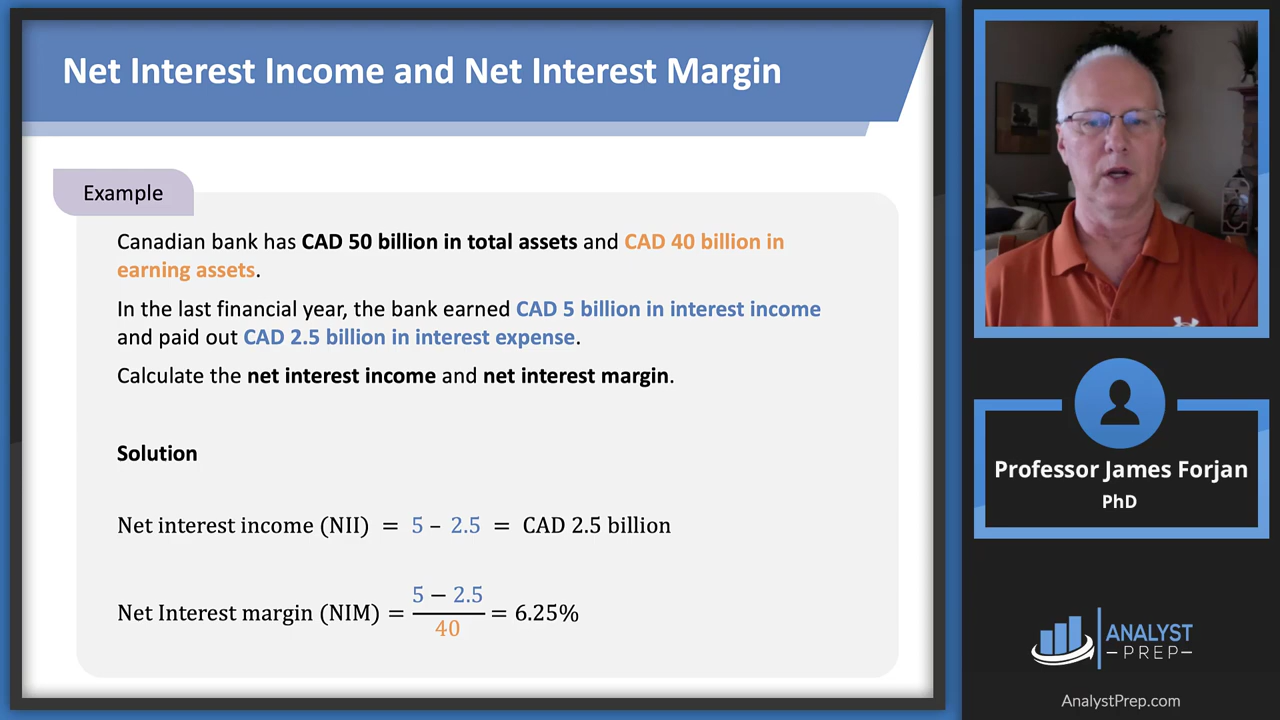 Net Interest Income and Net Interest Margin
Example
Canadian bank has CAD 50 billion in total assets and CAD 40 billion in
earning assets.
In the last financial year, the bank earned CAD 5 billion in interest income
and paid out CAD 2.5 billion in interest expense.
Calculate the net interest income and net interest margin.
Solution
Net interest income (NII) = 5 – 2.5 = CAD 2.5 billion
5 − 2.5
Net Interest margin (NIM) = = 6.25%
40
Professor James Forjan
PhD
ANALYST
–PREP–
AnalystPrep.com